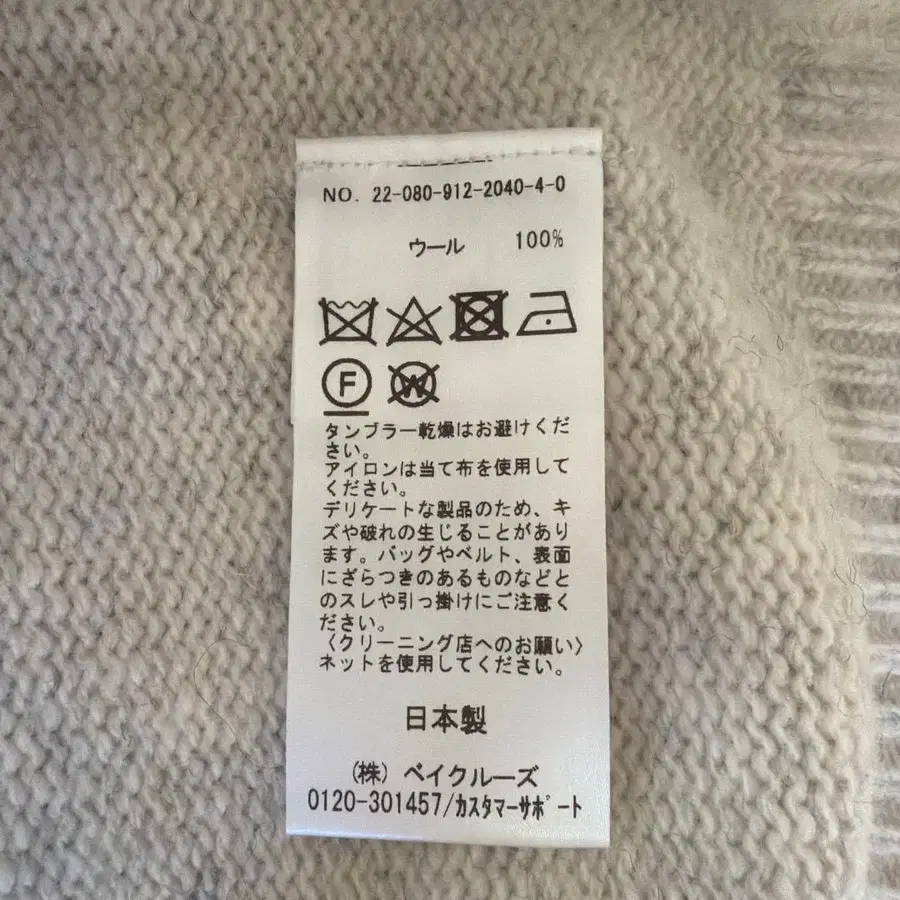 NO. 22-080-912-2040-4-0
ウール 100%
F
W
タンブラー乾燥はお避けくだ
さい。
アイロンは当て布を使用して
ください。
デリケートな製品のため、キ
ズや破れの生じることがあり
ます。バッグやベルト、表面
にざらつきのあるものなどと
のスレや引っ掛けにご注意く
ださい。
〈クリーニング店へのお願い〉
ネットを使用してください。
日本製
(株) ベイクルーズ
0120-301457/カスタマーサポート